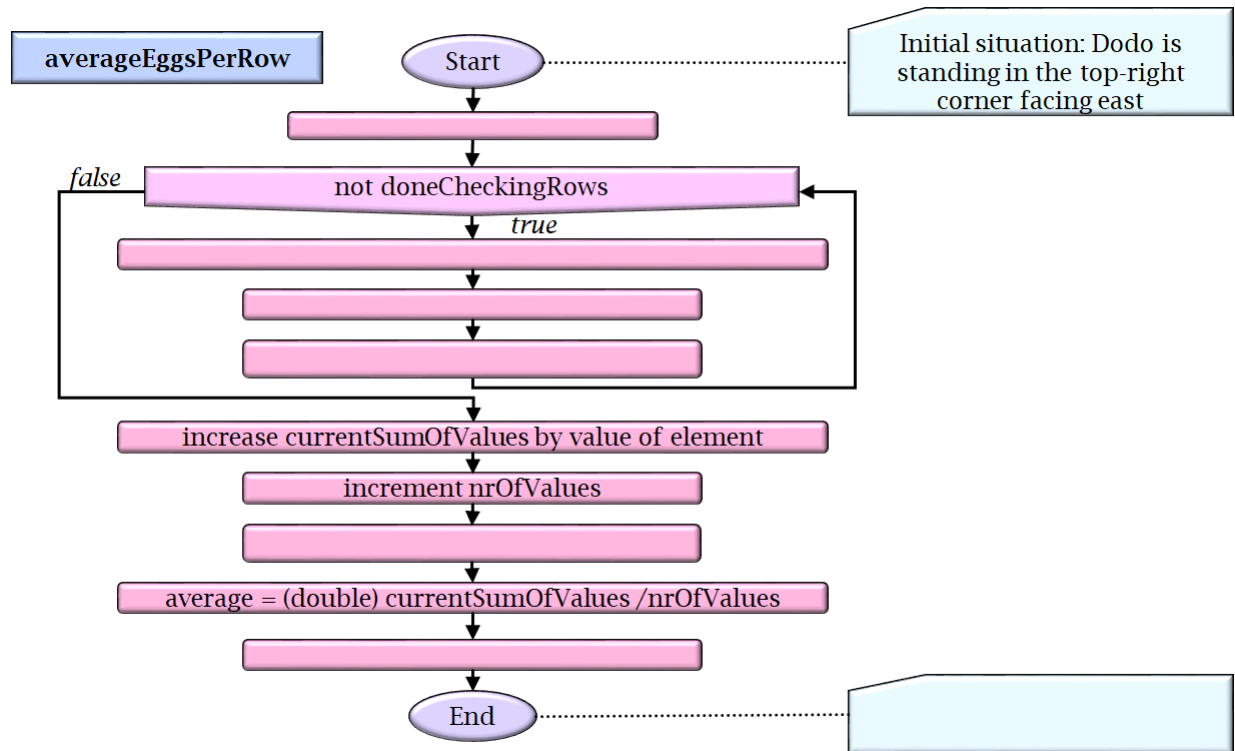 averageEggsPerRow
Start
Initial situation: Dodo is
standing in the top-right
corner facing east
false
not doneCheckingRows
true
increase currentSumOfValues by value of element
increment nrOfValues
average = (double) currentSumOfValues /nrOfValues
End